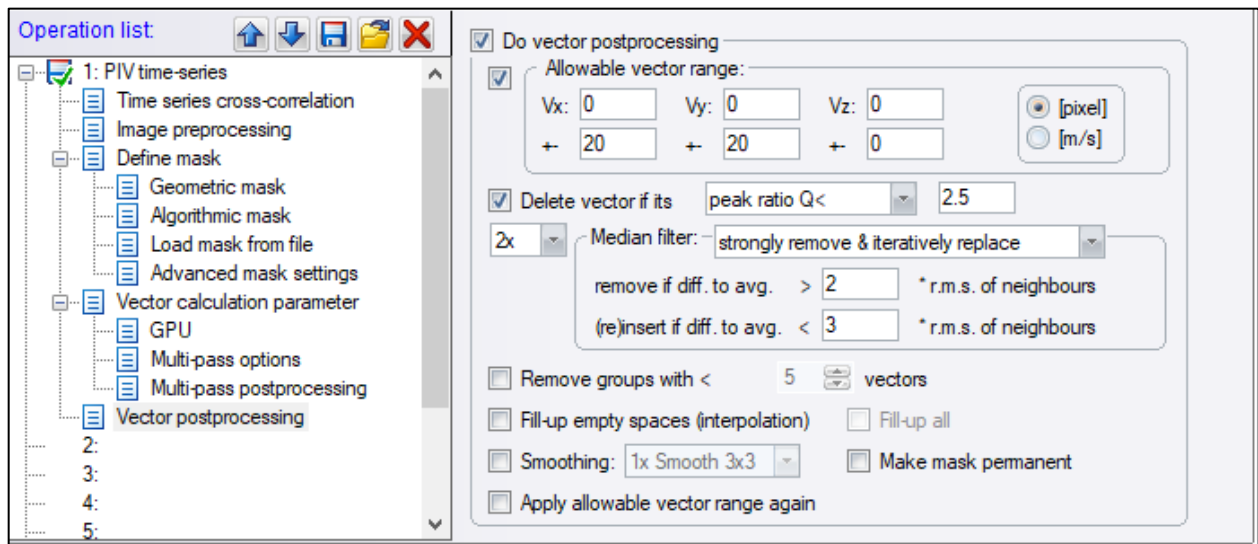 Operation list:
1: PIV time-series
Time series cross-correlation
Image preprocessing
Define mask
Geometric mask
Algorithmic mask
Load mask from file
Advanced mask settings
Vector calculation parameter
GPU
Multi-pass options
Multi-pass postprocessing
Vector postprocessing
2:
3:
4:
5:
Do vector postprocessing
Allowable vector range:
Vx: 0 Vy: 0 Vz: 0 [pixel]
+- 20 +- 20 +- 0 [m/s]
Delete vector if its peak ratio Q< 2.5
2x Median filter: strongly remove & iteratively replace
remove if diff. to avg. > 2 * r.m.s. of neighbours
(re)insert if diff. to avg. < 3 * r.m.s. of neighbours
Remove groups with < 5 vectors
Fill-up empty spaces (interpolation) Fill-up all
Smoothing: 1x Smooth 3x3 Make mask permanent
Apply allowable vector range again